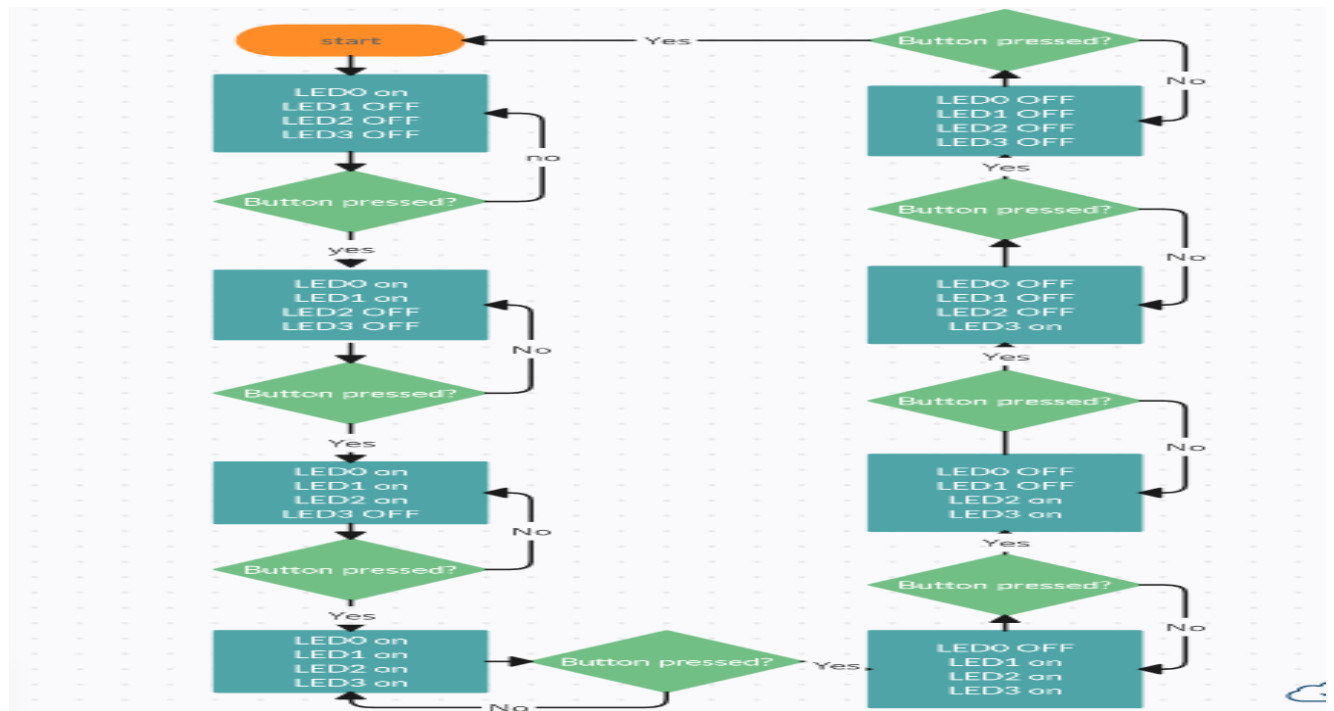 start
LED0 on
LED1 OFF
LED2 OFF
LED3 OFF
no
Button pressed?
yes
LED0 on
LED1 on
LED2 OFF
LED3 OFF
No
Button pressed?
Yes
LED0 on
LED1 on
LED2 on
LED3 OFF
No
Button pressed?
Yes
LED0 on
LED1 on
LED2 on
LED3 on
Button pressed?
No
Yes
LED0 OFF
LED1 on
LED2 on
LED3 on
No
Button pressed?
Yes
LED0 OFF
LED1 OFF
LED2 on
LED3 on
No
Button pressed?
Yes
LED0 OFF
LED1 OFF
LED2 OFF
LED3 on
No
Button pressed?
Yes
LED0 OFF
LED1 OFF
LED2 OFF
LED3 OFF
No
Button pressed?
Yes